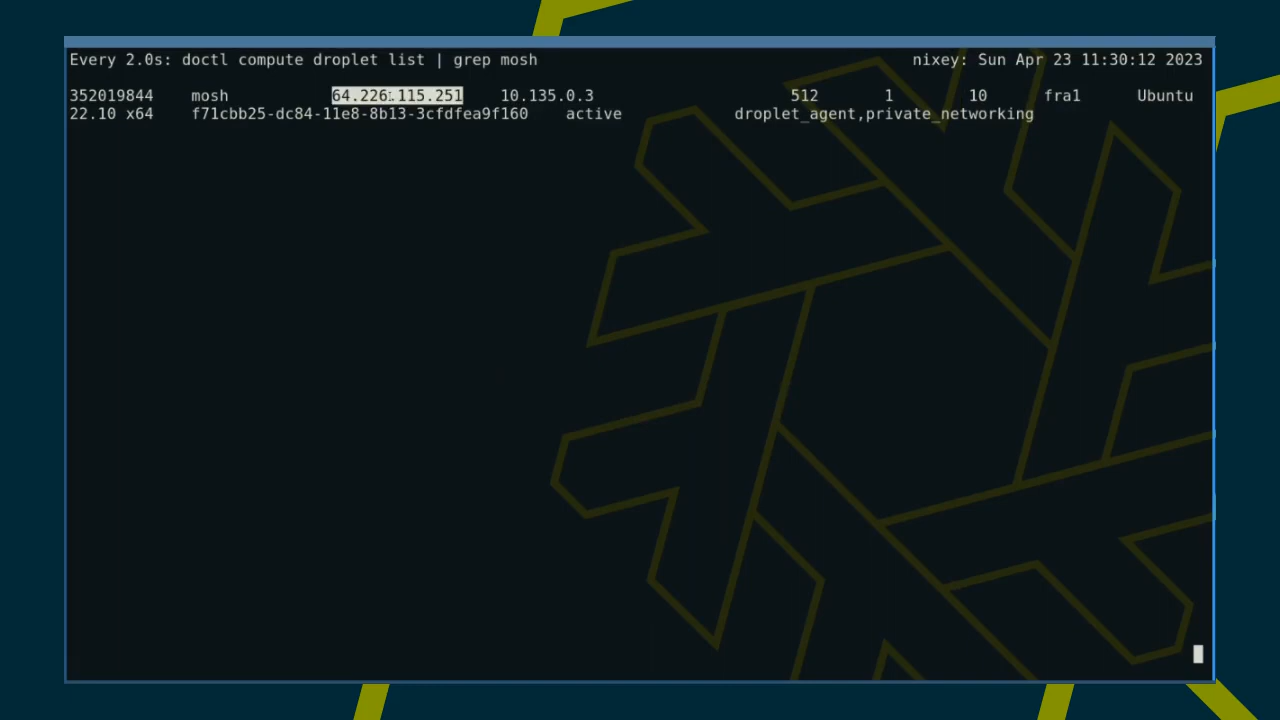 Every 2.0s: doctl compute droplet list | grep mosh nixey: Sun Apr 23 11:30:12 2023
352019844 mosh 64.226.115.251 10.135.0.3 512 1 10 fra1 Ubuntu
22.10 x64 f71cbb25-dc84-11e8-8b13-3cfdfea9f160 active droplet_agent,private_networking